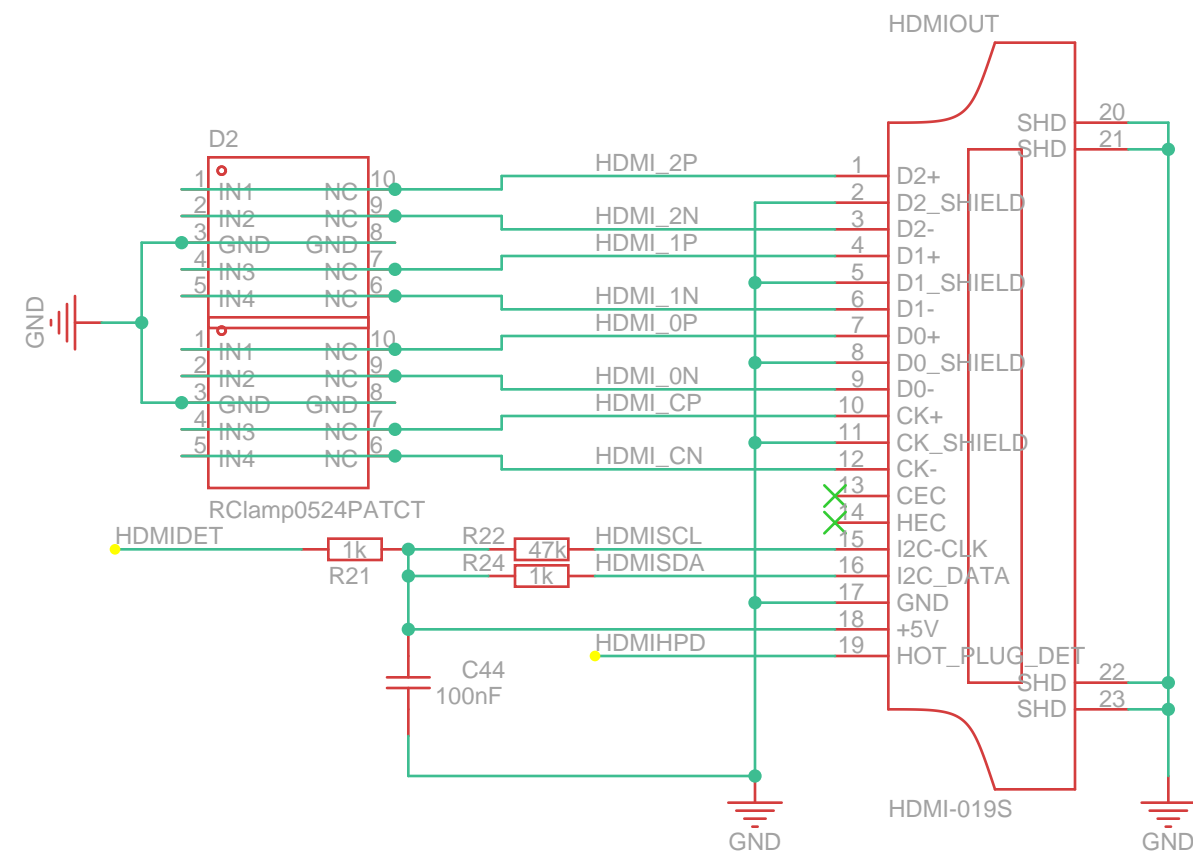 HDMIOUT
D2
1 IN1 NC 10
2 IN2 NC 9
3 GND GND 8
4 IN3 NC 7
5 IN4 NC 6
1 IN1 NC 10
2 IN2 NC 9
3 GND GND 8
4 IN3 NC 7
5 IN4 NC 6
RClamp0524PATCT
GND
HDMI_2P
HDMI_2N
HDMI_1P
HDMI_1N
HDMI_0P
HDMI_0N
HDMI_CP
HDMI_CN
1 D2+
2 D2_SHIELD
3 D2-
4 D1+
5 D1_SHIELD
6 D1-
7 D0+
8 D0_SHIELD
9 D0-
10 CK+
11 CK_SHIELD
12 CK-
13 CEC
14 HEC
15 I2C-CLK
16 I2C_DATA
17 GND
18 +5V
19 HOT_PLUG_DET
SHD 20
SHD 21
SHD 22
SHD 23
HDMIDET
1k
R21
R22
47k
HDMISCL
R24
1k
HDMISDA
HDMIHPD
C44
100nF
HDMI-019S
GND
GND